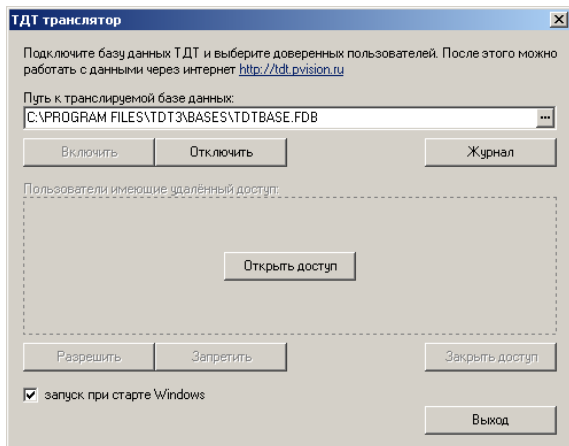 ТДТ транслятор
Подключите базу данных ТДТ и выберите доверенных пользователей. После этого можно
работать с данными через интернет http://tdt.pvision.ru
Путь к транслируемой базе данных:
C:\PROGRAM FILES\TDT3\BASES\TDTBASE.FDB ...
Включить Отключить Журнал
Пользователи имеющие удалённый доступ:
Открыть доступ
Разрешить Запретить Закрыть доступ
запуск при старте Windows
Выход